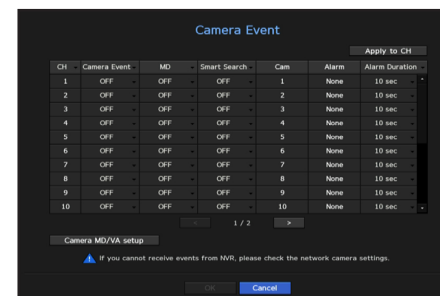 Camera Event
Apply to CH
CH Camera Event MD Smart Search Cam Alarm Alarm Duration
1 OFF OFF OFF 1 None 10 sec
2 OFF OFF OFF 2 None 10 sec
3 OFF OFF OFF 3 None 10 sec
4 OFF OFF OFF 4 None 10 sec
5 OFF OFF OFF 5 None 10 sec
6 OFF OFF OFF 6 None 10 sec
7 OFF OFF OFF 7 None 10 sec
8 OFF OFF OFF 8 None 10 sec
9 OFF OFF OFF 9 None 10 sec
10 OFF OFF OFF 10 None 10 sec
< 1 / 2 >
Camera MD/VA setup
If you cannot receive events from NVR, please check the network camera settings.
OK Cancel